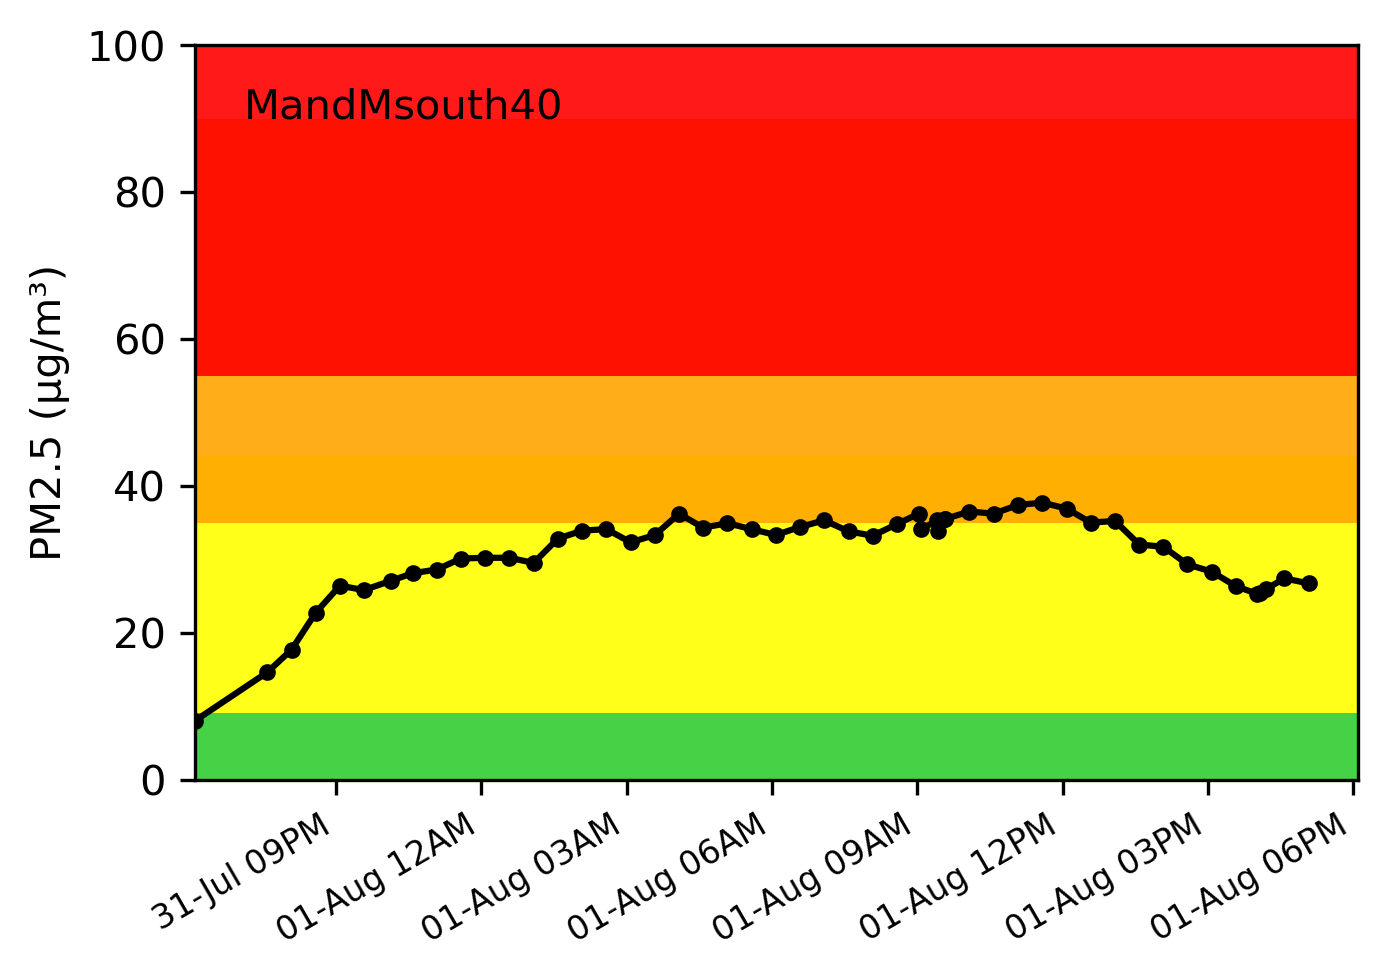 MandMsouth40
PM2.5 (μg/m³)
100
80
60
40
20
0
31-Jul 09PM
01-Aug 12AM
01-Aug 03AM
01-Aug 06AM
01-Aug 09AM
01-Aug 12PM
01-Aug 03PM
01-Aug 06PM